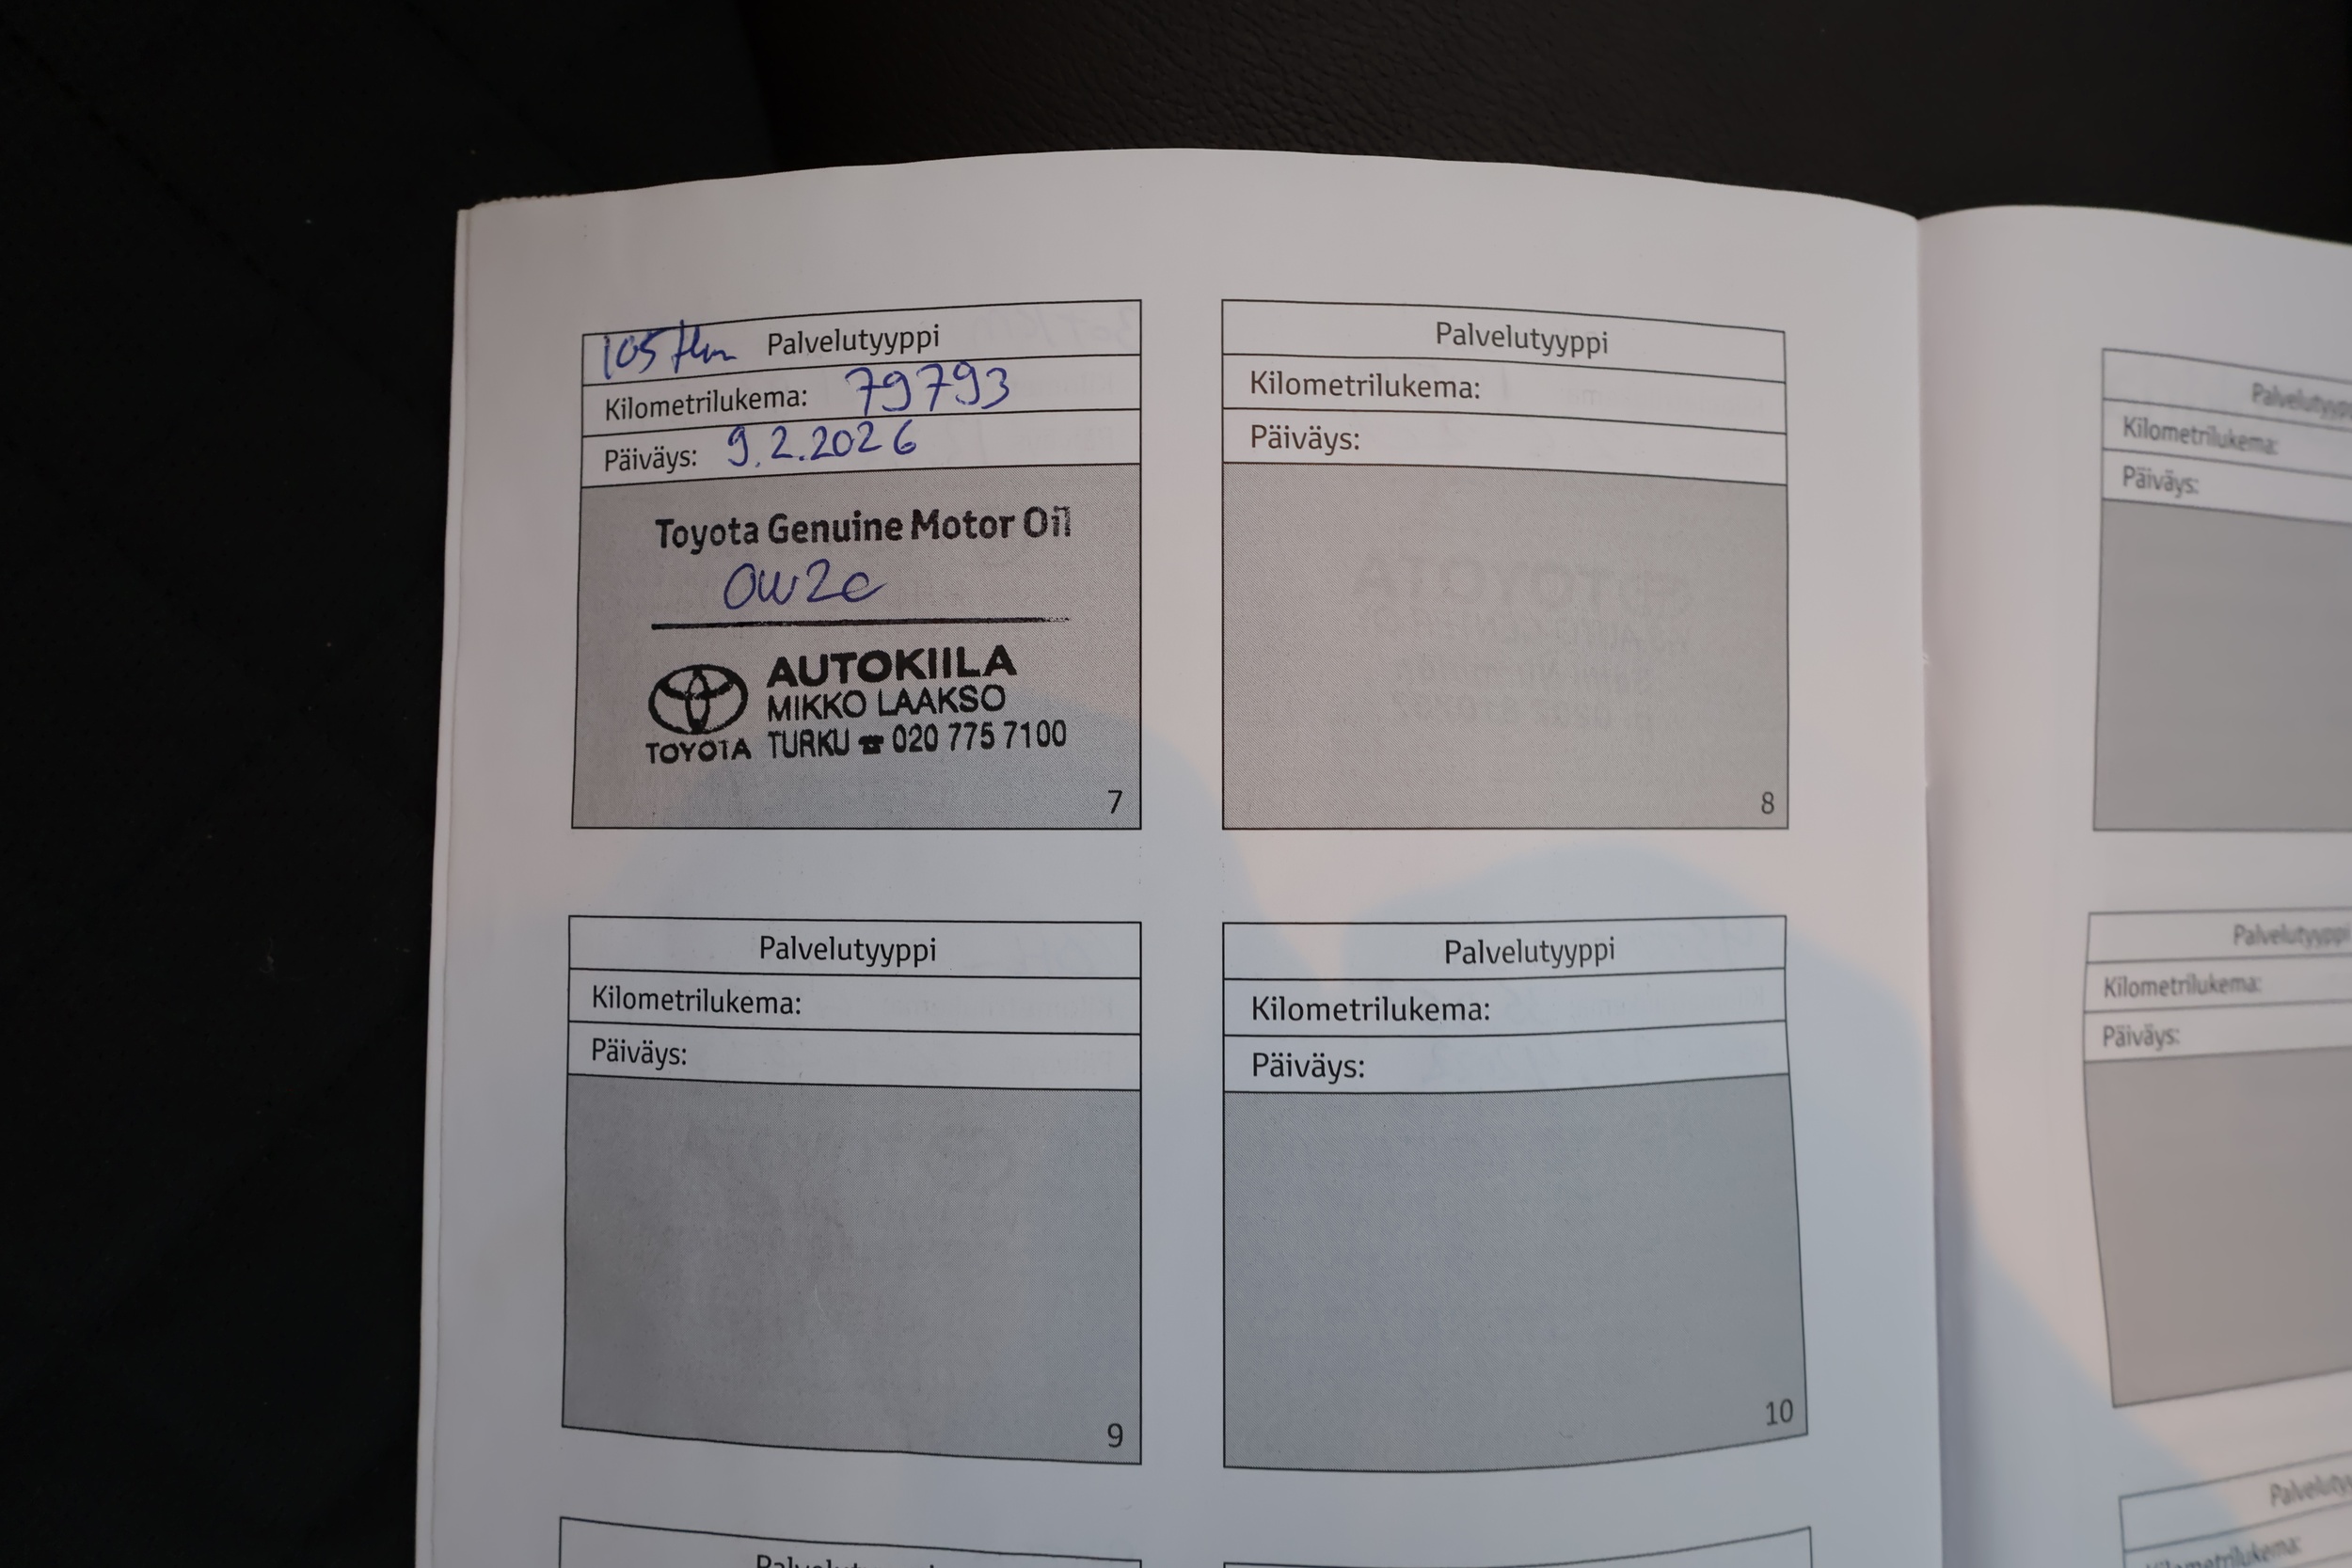 105 tkm Palvelutyyppi
Kilometrilukema: 79793
Päiväys: 9.2.2026
Toyota Genuine Motor Oil
0w20
AUTOKIILA
MIKKO LAAKSO
TOYOTA TURKU ☎ 020 775 7100
7
Palvelutyyppi
Kilometrilukema:
Päiväys:
8
Palvelutyyppi
Kilometrilukema:
Päiväys:
9
Palvelutyyppi
Kilometrilukema:
Päiväys:
10
Kilometrilukema:
Päiväys:
Palvelutyyppi
Kilometrilukema:
Päiväys: